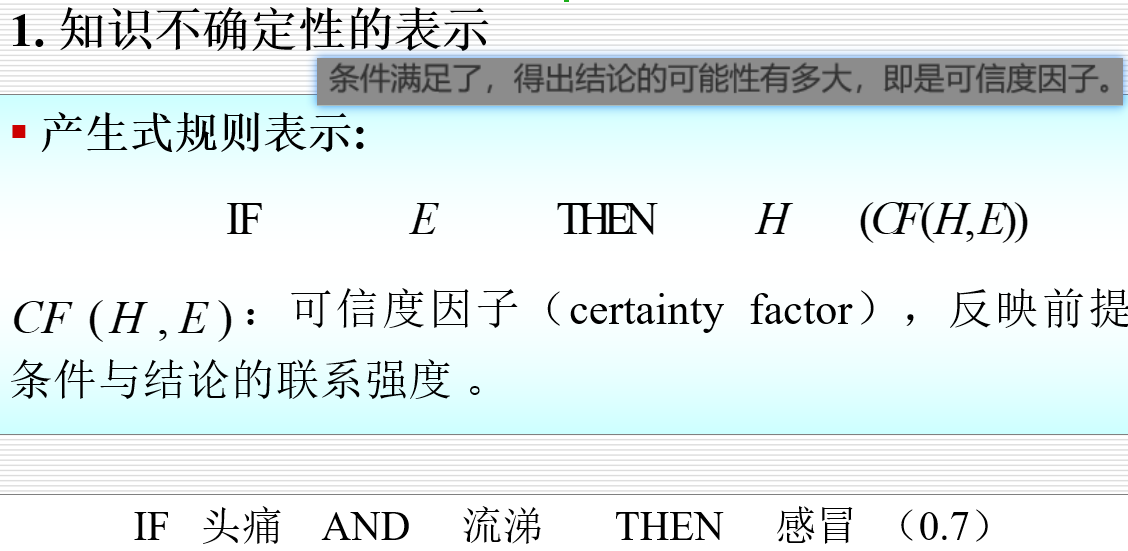 1. 知识不确定性的表示
条件满足了，得出结论的可能性有多大，即是可信度因子。
▪ 产生式规则表示:
IF E THEN H (CF(H,E))
CF (H , E)：可信度因子（certainty factor），反映前提
条件与结论的联系强度 。
IF 头痛 AND 流涕 THEN 感冒 （0.7）